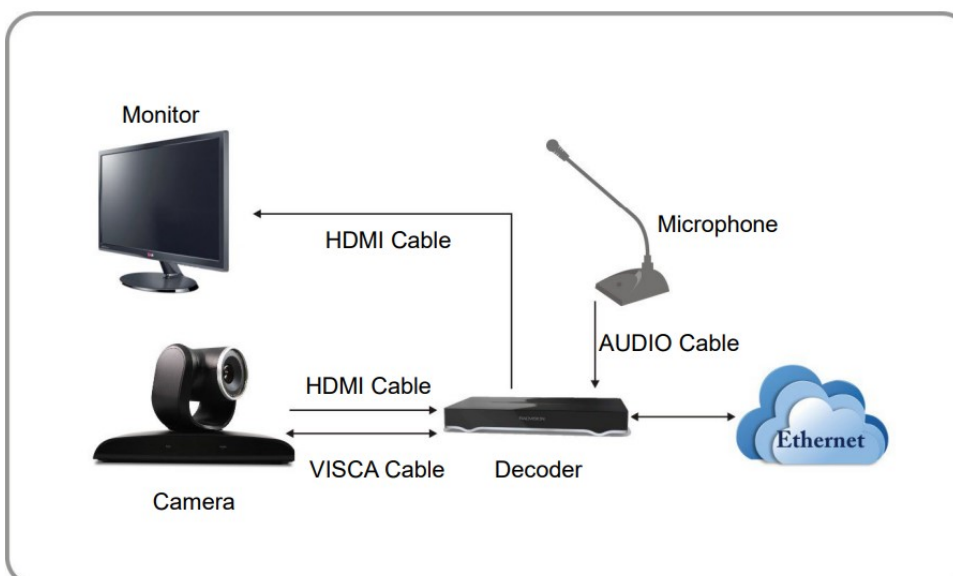 Monitor
HDMI Cable
Microphone
AUDIO Cable
HDMI Cable
VISCA Cable
Decoder
Camera
Ethernet